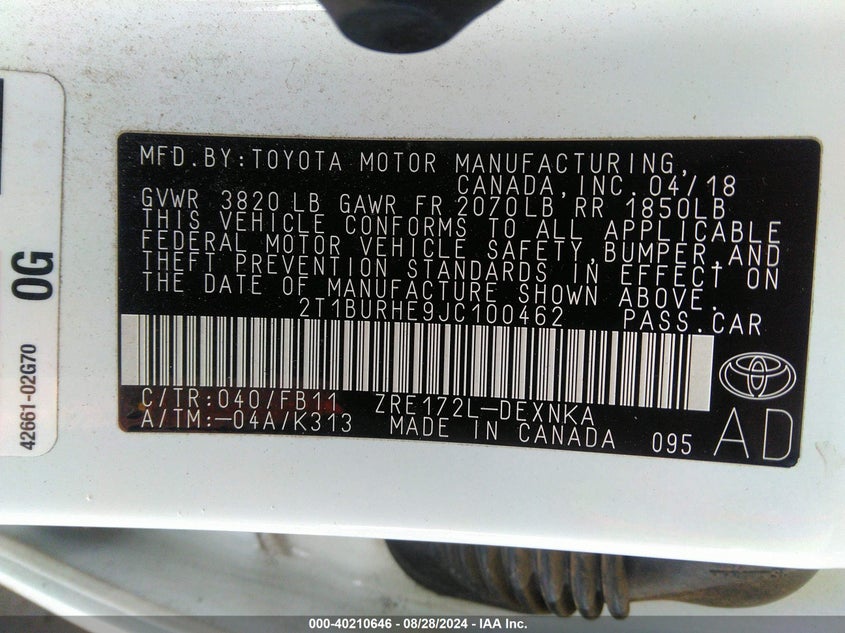 MFD.BY:TOYOTA MOTOR MANUFACTURING,
CANADA,INC.04/18
GVWR 3820 LB GAWR FR 2070LB RR 1850LB
THIS VEHICLE CONFORMS TO ALL APPLICABLE
FEDERAL MOTOR VEHICLE SAFETY,BUMPER,AND
THEFT PREVENTION STANDARDS IN EFFECT ON
THE DATE OF MANUFACTURE SHOWN ABOVE.
2T1BURHE9JC100462 PASS.CAR
C/TR:040/FB11 ZRE172L-DEXNKA
A/TM:-04A/K313 MADE IN CANADA 095 AD
0G
42661-02G70
000-40210646 - 08/28/2024 - IAA Inc.